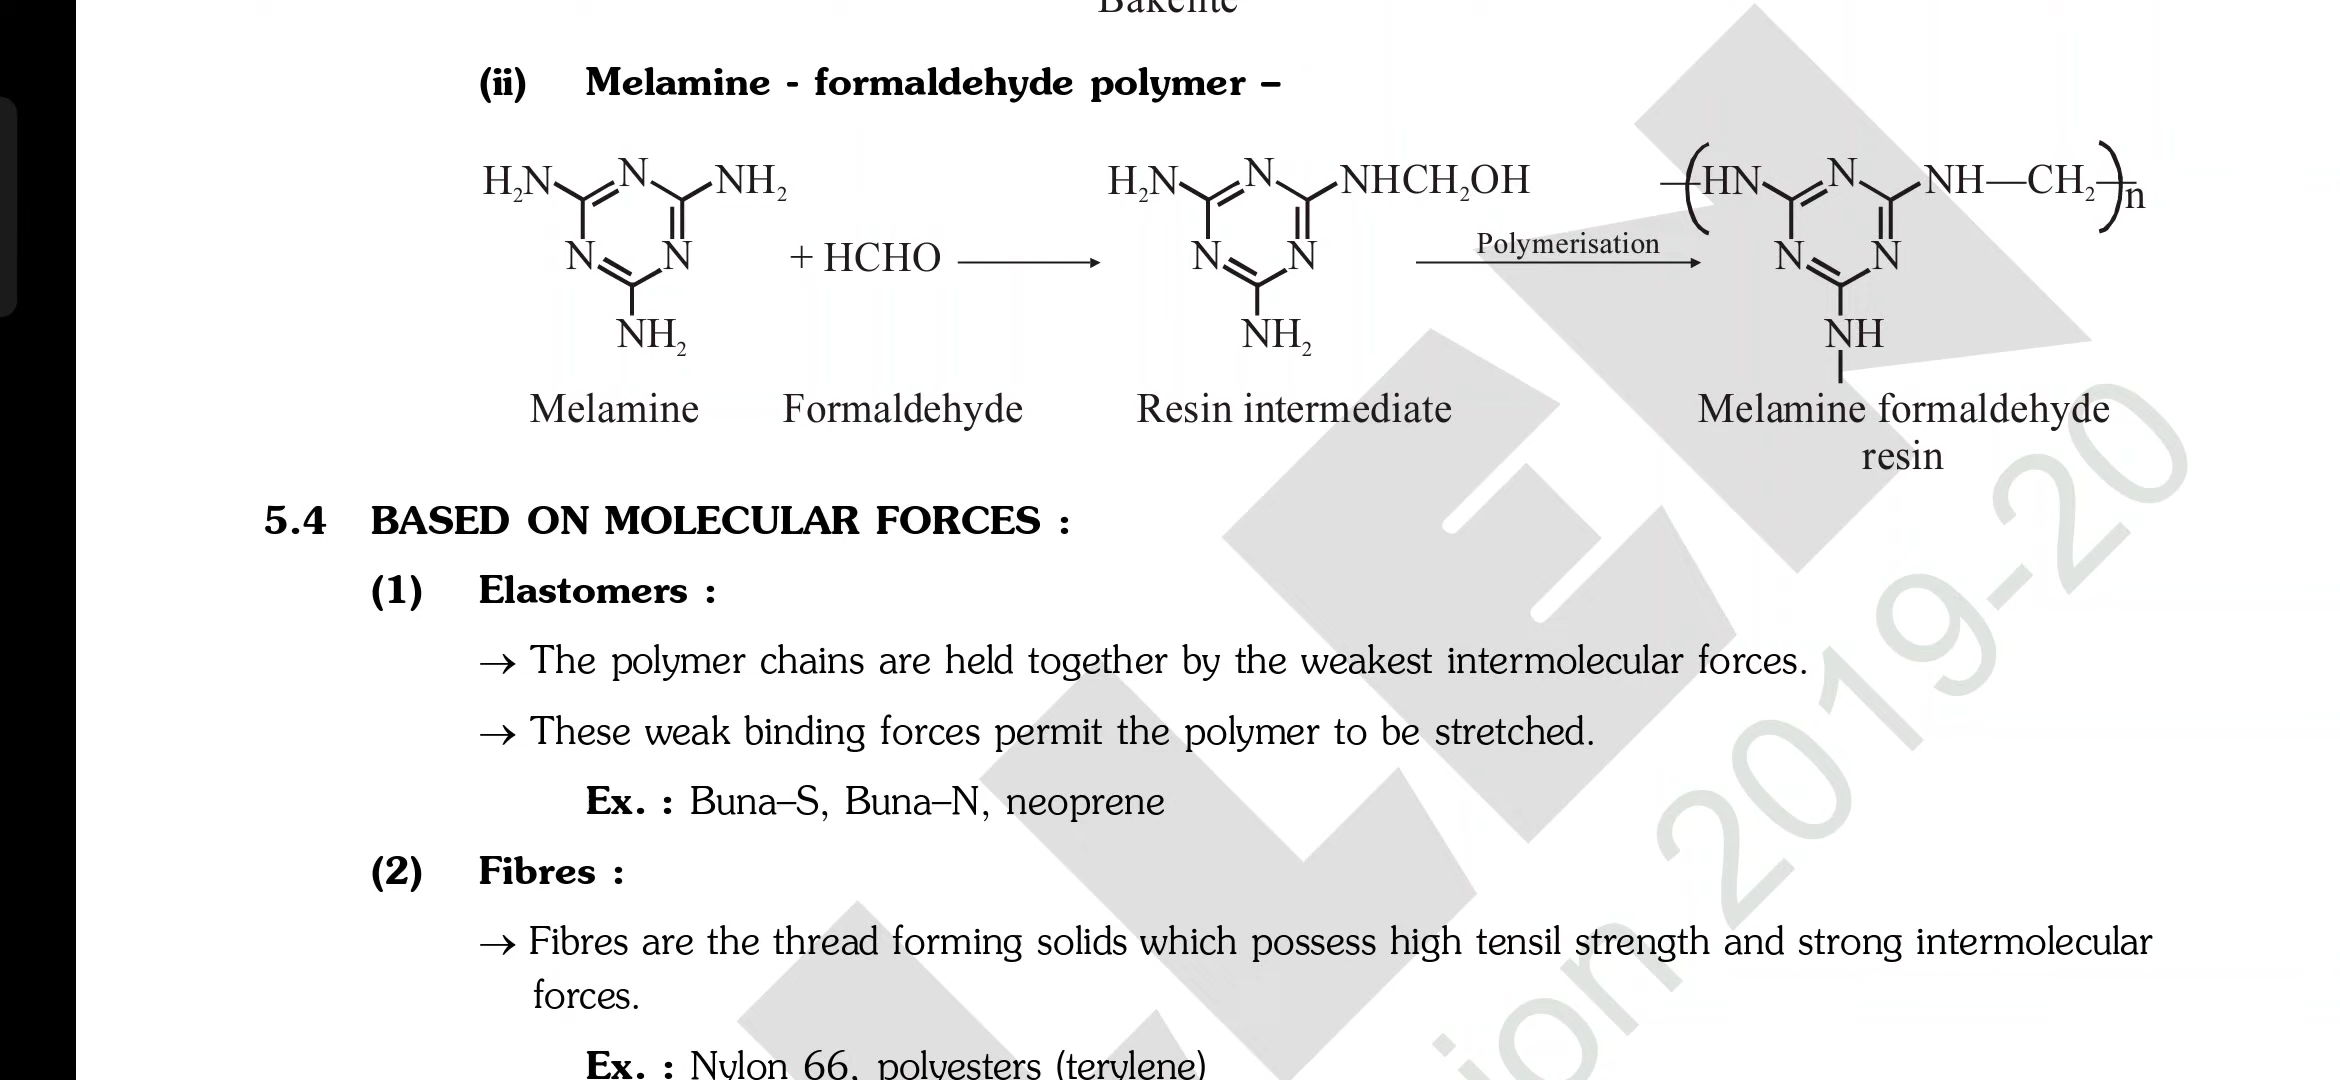 Bakelite
(ii) Melamine - formaldehyde polymer –
H₂N N NH₂ H₂N N NHCH₂OH (HN N NH—CH₂)n
N N + HCHO N N Polymerisation N N
NH₂ NH₂ NH
Melamine Formaldehyde Resin intermediate Melamine formaldehyde
resin
5.4 BASED ON MOLECULAR FORCES :
(1) Elastomers :
→ The polymer chains are held together by the weakest intermolecular forces.
→ These weak binding forces permit the polymer to be stretched.
Ex. : Buna–S, Buna–N, neoprene
(2) Fibres :
→ Fibres are the thread forming solids which possess high tensil strength and strong intermolecular
forces.
Ex. : Nylon 66, polyesters (terylene)
LLEN
ion 2019-20